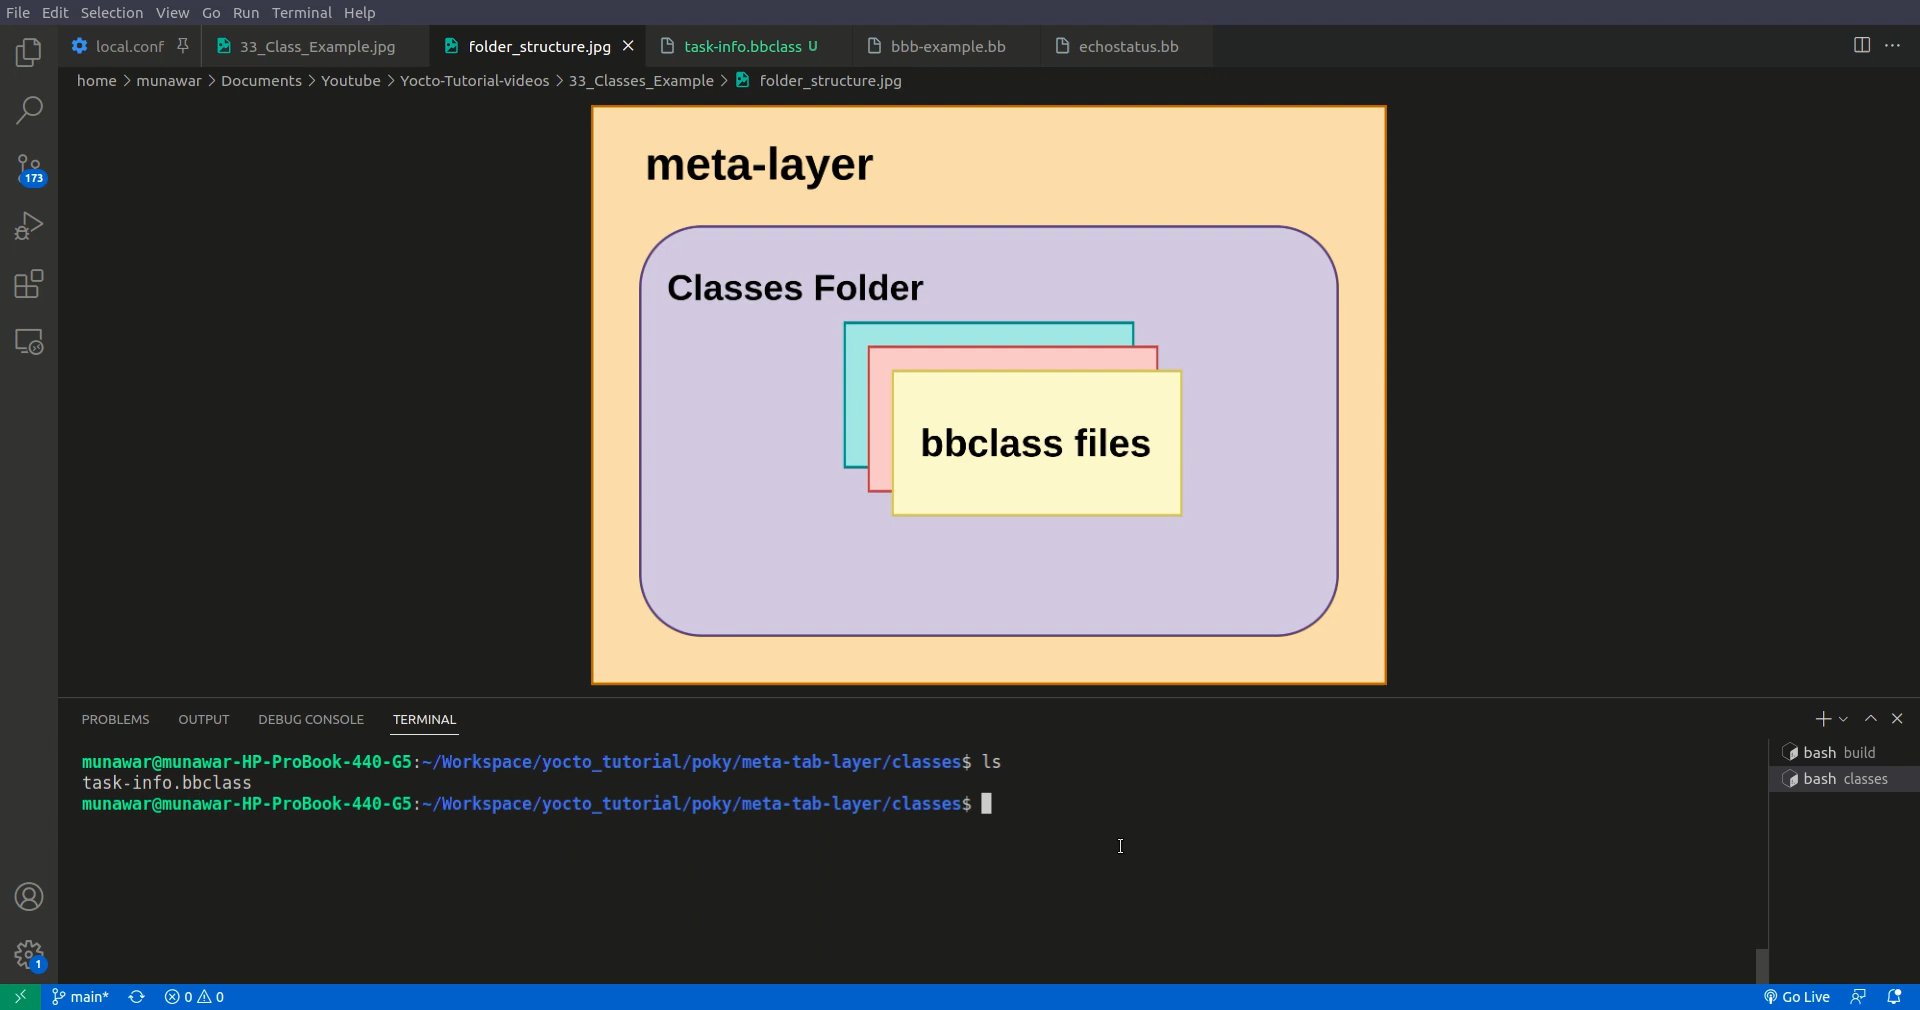 File Edit Selection View Go Run Terminal Help
local.conf 33_Class_Example.jpg folder_structure.jpg task-info.bbclass U bbb-example.bb echostatus.bb
home > munawar > Documents > Youtube > Yocto-Tutorial-videos > 33_Classes_Example > folder_structure.jpg
173
meta-layer
Classes Folder
bbclass files
PROBLEMS OUTPUT DEBUG CONSOLE TERMINAL
munawar@munawar-HP-ProBook-440-G5:~/Workspace/yocto_tutorial/poky/meta-tab-layer/classes$ ls
task-info.bbclass
munawar@munawar-HP-ProBook-440-G5:~/Workspace/yocto_tutorial/poky/meta-tab-layer/classes$
bash build
bash classes
1
main* 0 0 Go Live